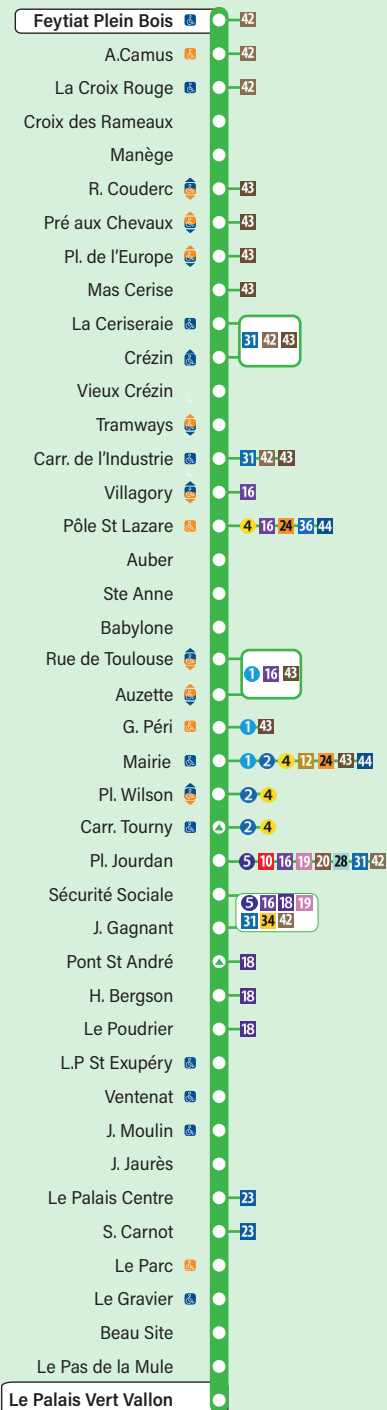 Feytiat Plein Bois 42
A.Camus 42
La Croix Rouge 42
Croix des Rameaux
Manège
R. Couderc 43
Pré aux Chevaux 43
Pl. de l'Europe 43
Mas Cerise 43
La Ceriseraie
31 42 43
Crézin
Vieux Crézin
Tramways
Carr. de l'Industrie 31 42 43
Villagory 16
Pôle St Lazare 4 16 24 36 44
Auber
Ste Anne
Babylone
Rue de Toulouse
1 16 43
Auzette
G. Péri 1 43
Mairie 1 2 4 12 24 43 44
Pl. Wilson 2 4
Carr. Tourny 2 4
Pl. Jourdan 5 10 16 19 20 28 31 42
Sécurité Sociale 5 16 18 19
J. Gagnant 31 34 42
Pont St André 18
H. Bergson 18
Le Poudrier 18
L.P St Exupéry
Ventenat
J. Moulin
J. Jaurès
Le Palais Centre 23
S. Carnot 23
Le Parc
Le Gravier
Beau Site
Le Pas de la Mule
Le Palais Vert Vallon